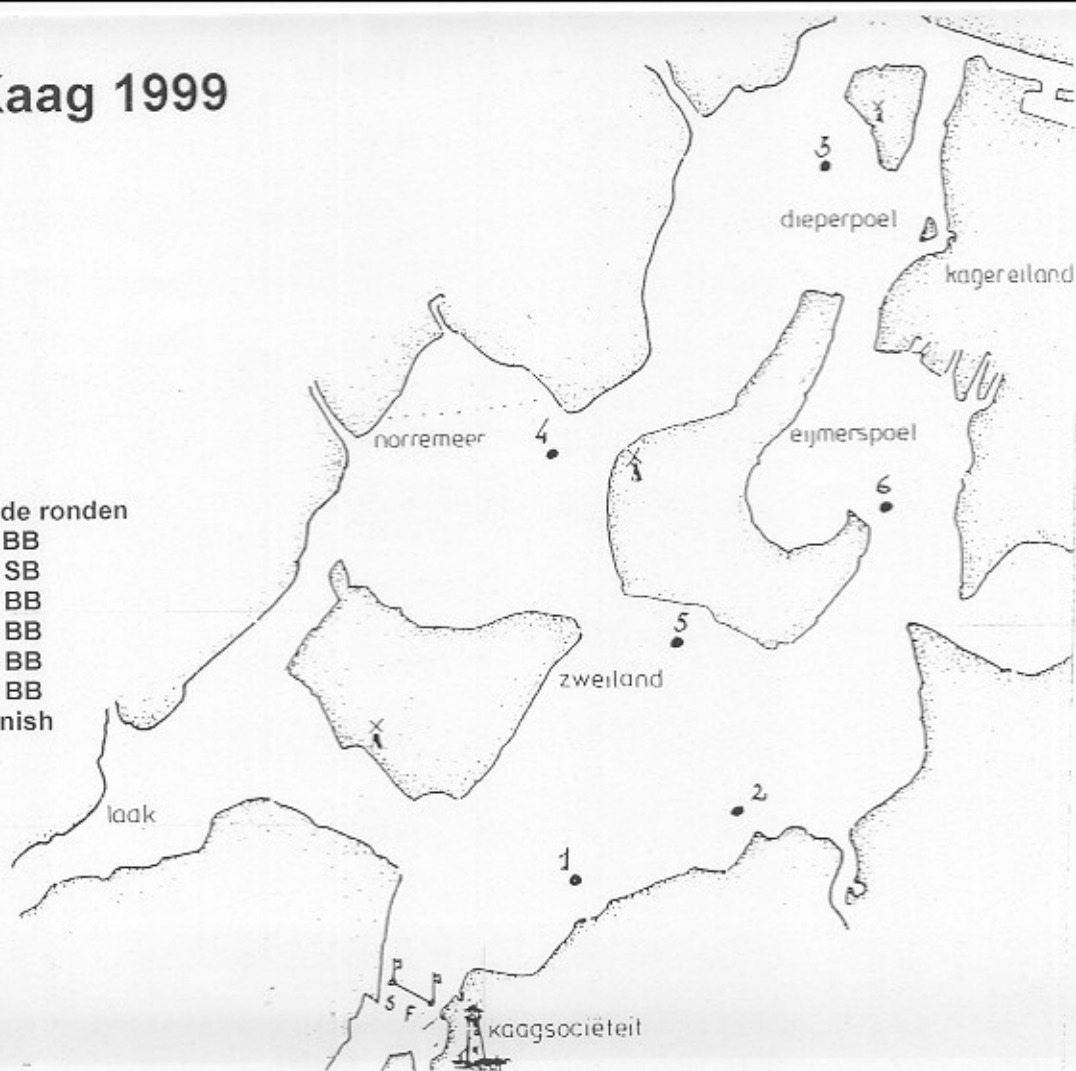 Kaag 1999
3
dieperpoel
kagereiland
norremeer
4
eijmerspoel
6
de ronden
BB
SB
BB
BB
BB
BB
5
zweiland
2
laak
1
S
F
kaagsociëteit